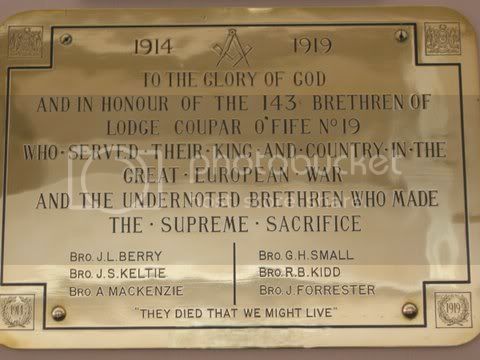 1914 1919
TO THE GLORY OF GOD
AND IN HONOUR OF THE 143 BRETHREN OF
LODGE COUPAR O'FIFE Nº19
WHO·SERVED·THEIR·KING·AND·COUNTRY·IN·THE
GREAT·EUROPEAN·WAR
AND THE UNDERNOTED BRETHREN WHO MADE
THE·SUPREME·SACRIFICE
BRO. J.L. BERRY
BRO. J.S. KELTIE
BRO. A MACKENZIE
BRO. G.H. SMALL
BRO. R.B. KIDD
BRO. J. FORRESTER
"THEY DIED THAT WE MIGHT LIVE"
1914
1919
photobucket